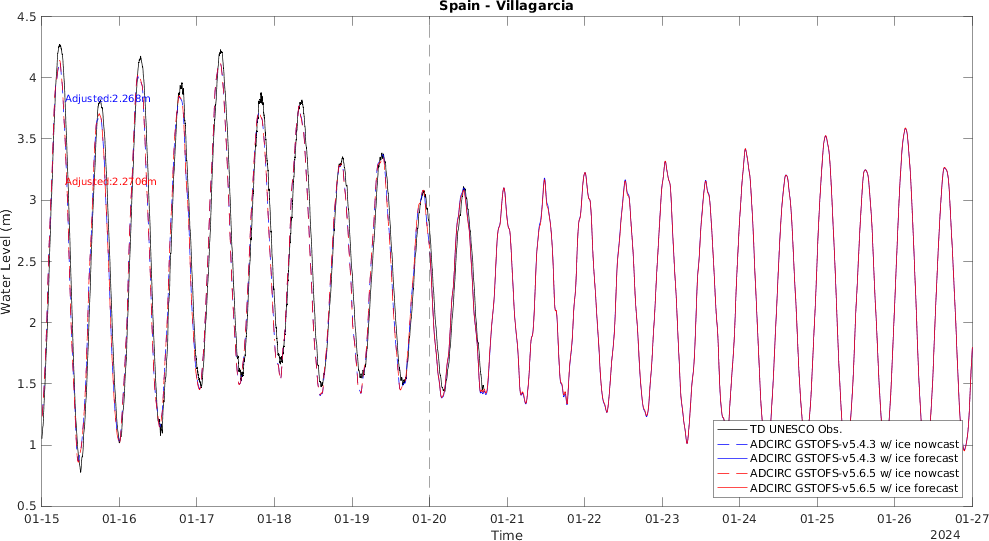 Spain - Villagarcia
4.5
4
3.5
3
2.5
2
1.5
1
0.5
Water Level (m)
Adjusted:2.268m
Adjusted:2.2706m
TD UNESCO Obs.
ADCIRC GSTOFS-v5.4.3 w/ ice nowcast
ADCIRC GSTOFS-v5.4.3 w/ ice forecast
ADCIRC GSTOFS-v5.6.5 w/ ice nowcast
ADCIRC GSTOFS-v5.6.5 w/ ice forecast
01-15 01-16 01-17 01-18 01-19 01-20 01-21 01-22 01-23 01-24 01-25 01-26 01-27
Time
2024